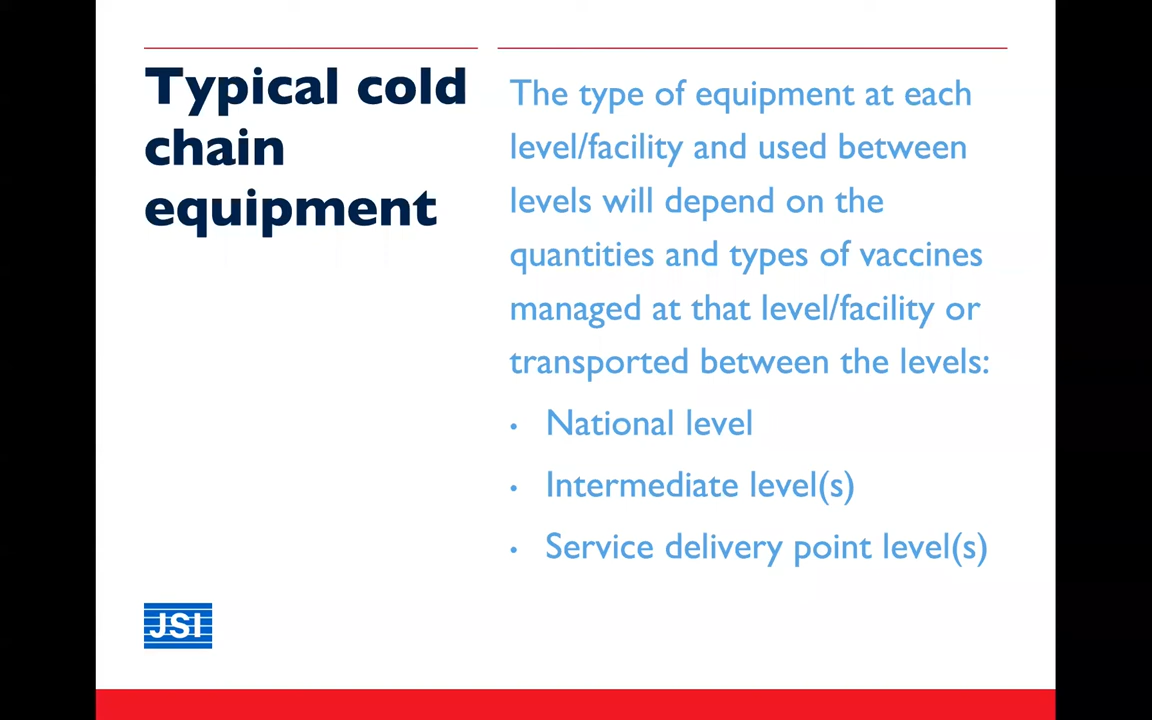 Typical cold
chain
equipment
The type of equipment at each
level/facility and used between
levels will depend on the
quantities and types of vaccines
managed at that level/facility or
transported between the levels:
• National level
• Intermediate level(s)
• Service delivery point level(s)
JSI